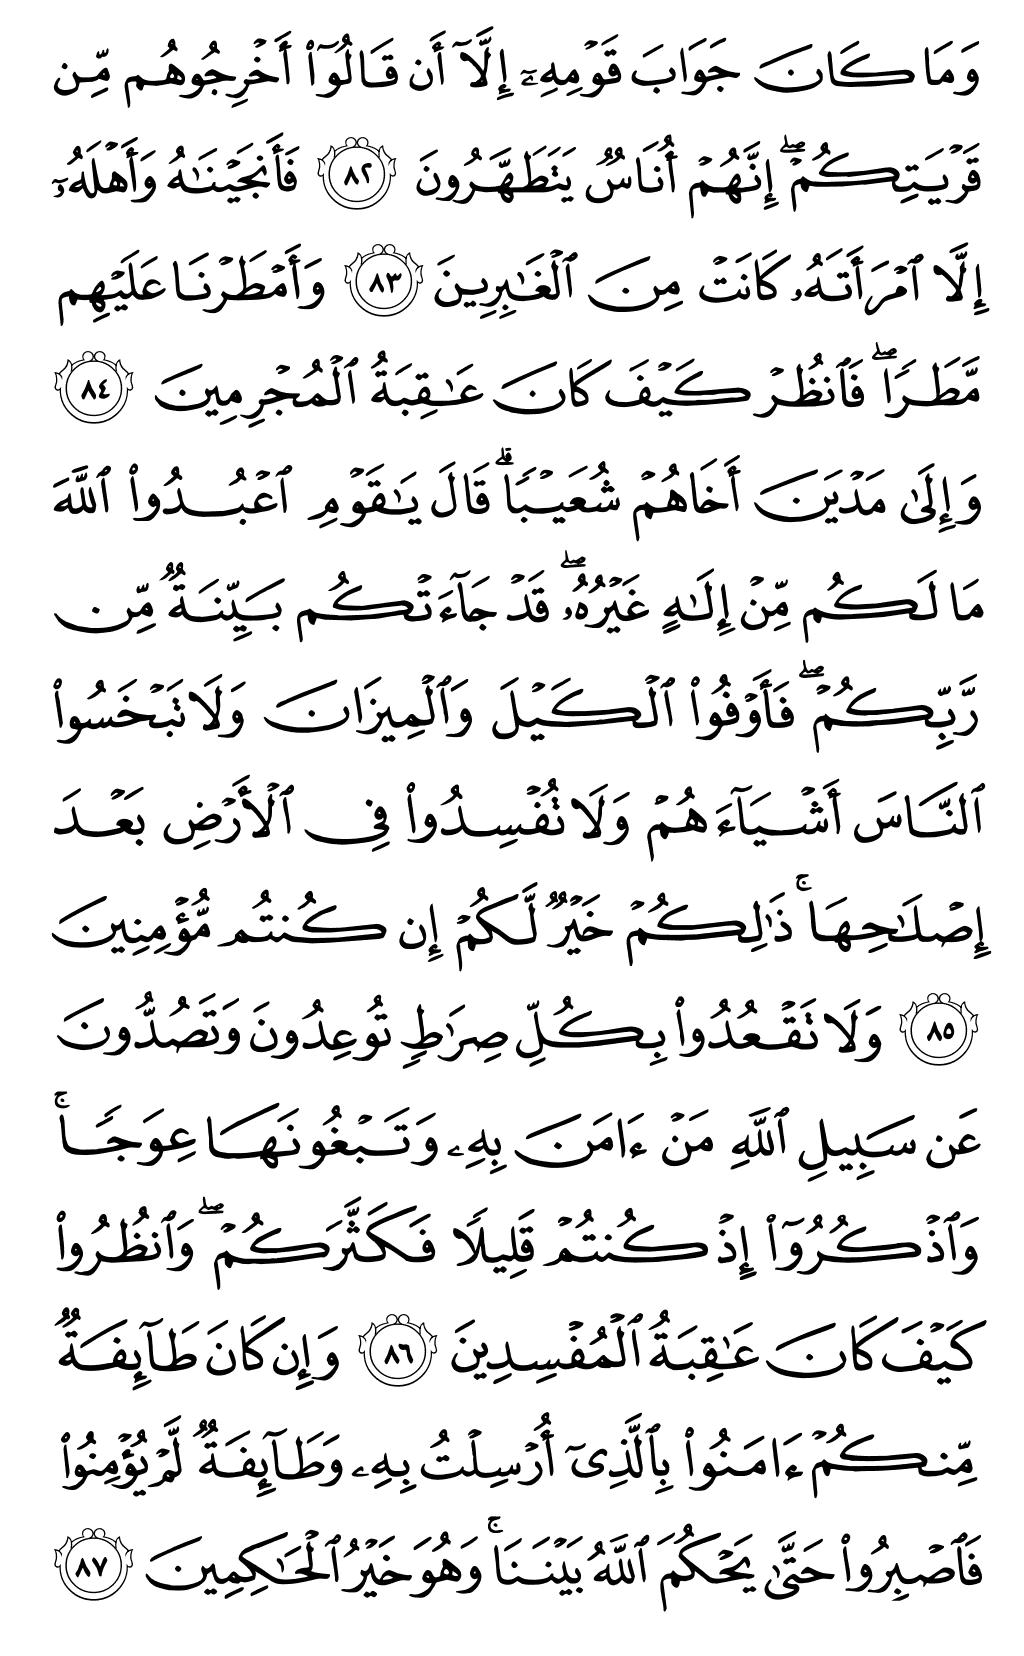 وَمَا كَانَ جَوَابَ قَوْمِهِۦٓ إِلَّآ أَن قَالُوٓا۟ أَخْرِجُوهُم مِّن
قَرْيَتِكُمْ ۖ إِنَّهُمْ أُنَاسٌ يَتَطَهَّرُونَ ٨٢ فَأَنجَيْنَـٰهُ وَأَهْلَهُۥٓ
إِلَّا ٱمْرَأَتَهُۥ كَانَتْ مِنَ ٱلْغَـٰبِرِينَ ٨٣ وَأَمْطَرْنَا عَلَيْهِم
مَّطَرًا ۖ فَٱنظُرْ كَيْفَ كَانَ عَـٰقِبَةُ ٱلْمُجْرِمِينَ ٨٤
وَإِلَىٰ مَدْيَنَ أَخَاهُمْ شُعَيْبًا ۗ قَالَ يَـٰقَوْمِ ٱعْبُدُوا۟ ٱللَّهَ
مَا لَكُم مِّنْ إِلَـٰهٍ غَيْرُهُۥ ۖ قَدْ جَآءَتْكُم بَيِّنَةٌ مِّن
رَّبِّكُمْ ۖ فَأَوْفُوا۟ ٱلْكَيْلَ وَٱلْمِيزَانَ وَلَا تَبْخَسُوا۟
ٱلنَّاسَ أَشْيَآءَهُمْ وَلَا تُفْسِدُوا۟ فِى ٱلْأَرْضِ بَعْدَ
إِصْلَـٰحِهَا ۚ ذَٰلِكُمْ خَيْرٌ لَّكُمْ إِن كُنتُم مُّؤْمِنِينَ
٨٥ وَلَا تَقْعُدُوا۟ بِكُلِّ صِرَٰطٍ تُوعِدُونَ وَتَصُدُّونَ
عَن سَبِيلِ ٱللَّهِ مَنْ ءَامَنَ بِهِۦ وَتَبْغُونَهَا عِوَجًا ۚ
وَٱذْكُرُوٓا۟ إِذْ كُنتُمْ قَلِيلًا فَكَثَّرَكُمْ ۖ وَٱنظُرُوا۟
كَيْفَ كَانَ عَـٰقِبَةُ ٱلْمُفْسِدِينَ ٨٦ وَإِن كَانَ طَآئِفَةٌ
مِّنكُمْ ءَامَنُوا۟ بِٱلَّذِىٓ أُرْسِلْتُ بِهِۦ وَطَآئِفَةٌ لَّمْ يُؤْمِنُوا۟
فَٱصْبِرُوا۟ حَتَّىٰ يَحْكُمَ ٱللَّهُ بَيْنَنَا ۚ وَهُوَ خَيْرُ ٱلْحَـٰكِمِينَ ٨٧